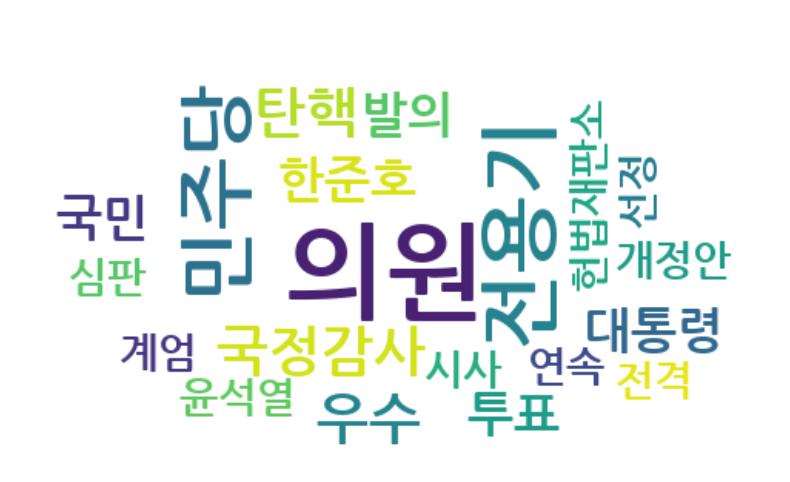 탄핵
발의
민주당
한준호
전용기
헌법재판소
선정
국민
의원
심판
개정안
대통령
계엄
국정감사
시사
연속
전격
윤석열
우수
투표